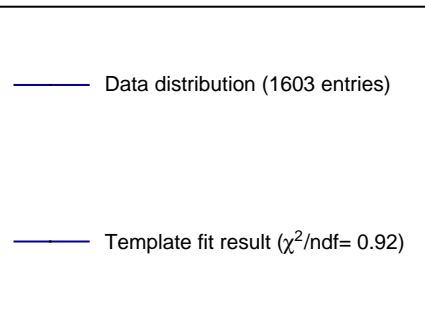 Data distribution (1603 entries)
Template fit result (χ²/ndf= 0.92)